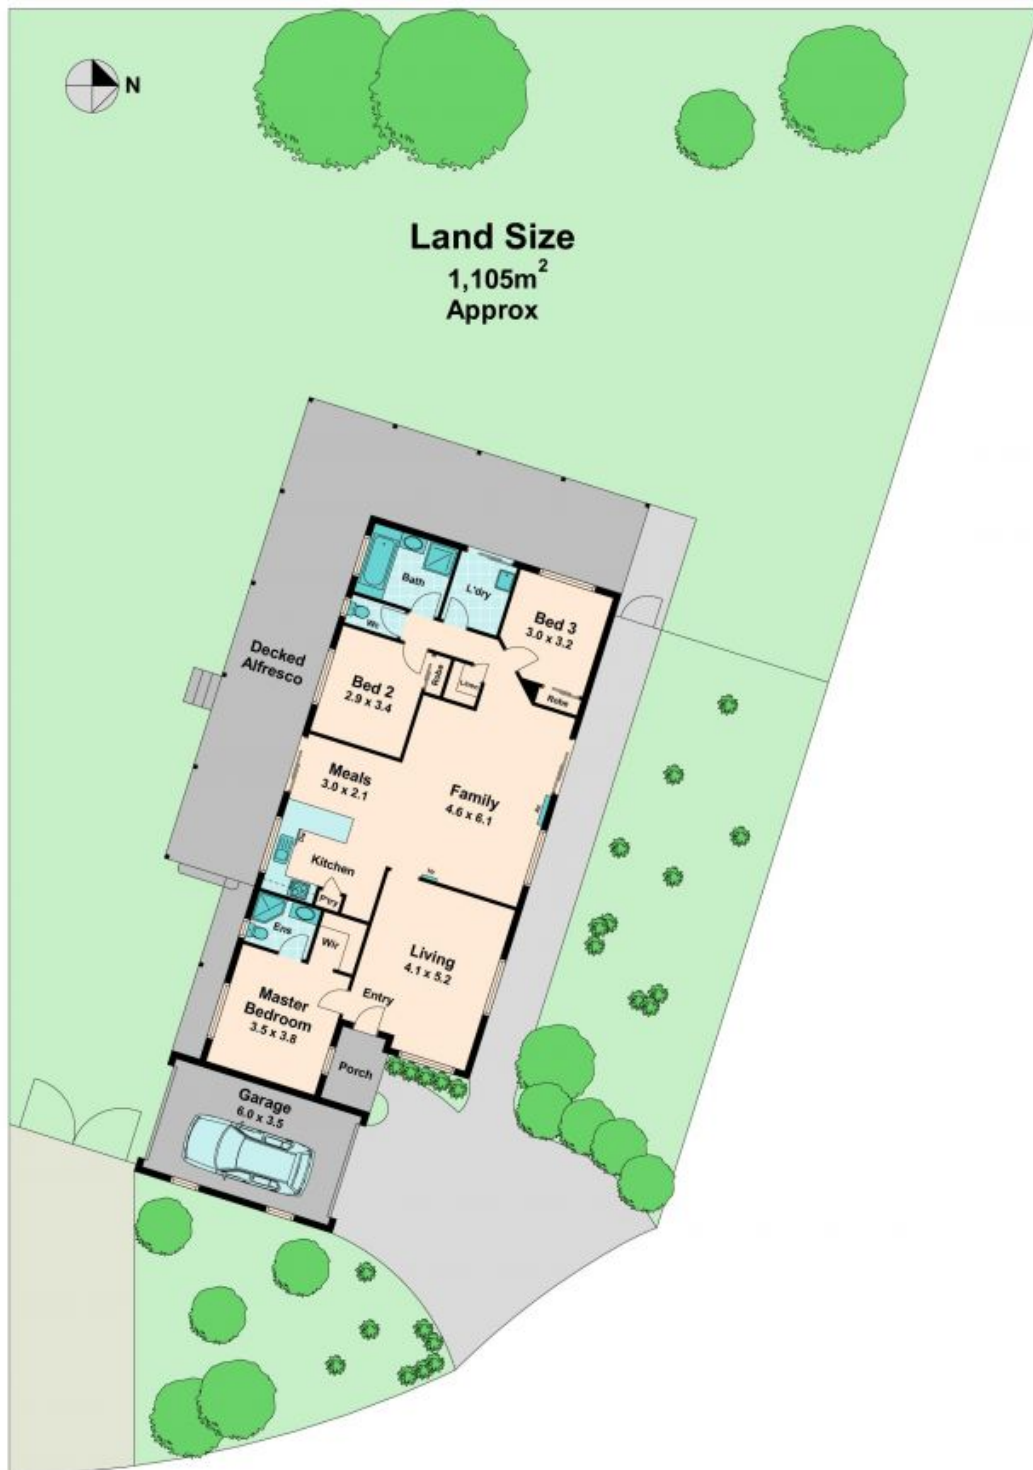 N
Land Size
1,105m²
Approx
Bath
L'dry
Bed 3
3.0 x 3.2
Wc
Decked
Alfresco
Bed 2
2.9 x 3.4
Robe
Linen
Robe
Meals
3.0 x 2.1
Family
4.6 x 6.1
Kitchen
P'try
Ens
Wir
Living
4.1 x 5.2
Entry
Master
Bedroom
3.5 x 3.8
Porch
Garage
6.0 x 3.5